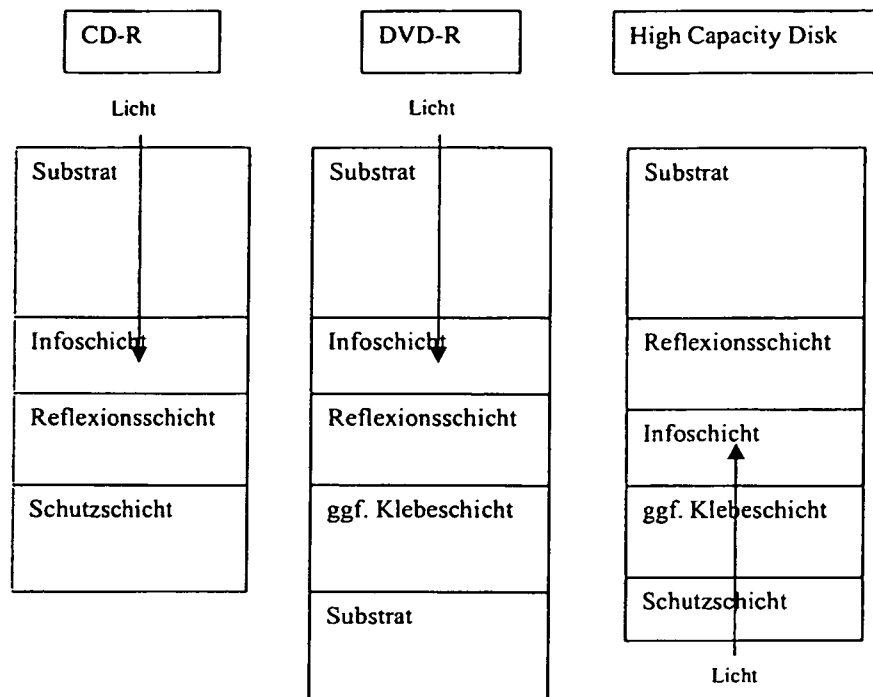 CD-R
DVD-R
High Capacity Disk
Licht
Licht
Substrat
Substrat
Substrat
Infoschicht
Infoschicht
Reflexionsschicht
Reflexionsschicht
Reflexionsschicht
Infoschicht
Schutzschicht
ggf. Klebeschicht
ggf. Klebeschicht
Substrat
Schutzschicht
Licht